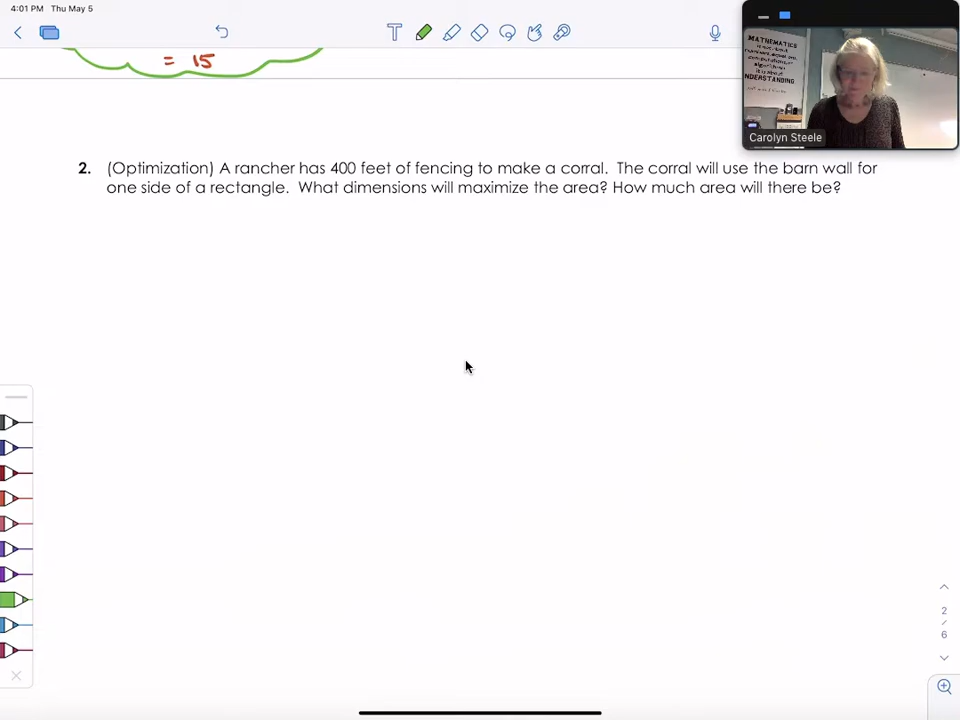 4:01 PM Thu May 5
= 15
MATHEMATICS
UNDERSTANDING
Carolyn Steele
2. (Optimization) A rancher has 400 feet of fencing to make a corral. The corral will use the barn wall for
one side of a rectangle. What dimensions will maximize the area? How much area will there be?
2
/
6